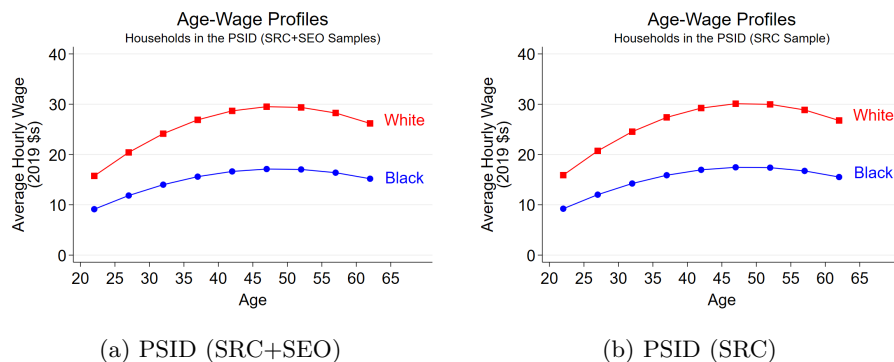 Age-Wage Profiles
Households in the PSID (SRC+SEO Samples)
Average Hourly Wage
(2019 $s)
40
30
20
10
0
White
Black
20 25 30 35 40 45 50 55 60 65
Age
(a) PSID (SRC+SEO)
Age-Wage Profiles
Households in the PSID (SRC Sample)
Average Hourly Wage
(2019 $s)
40
30
20
10
0
White
Black
20 25 30 35 40 45 50 55 60 65
Age
(b) PSID (SRC)